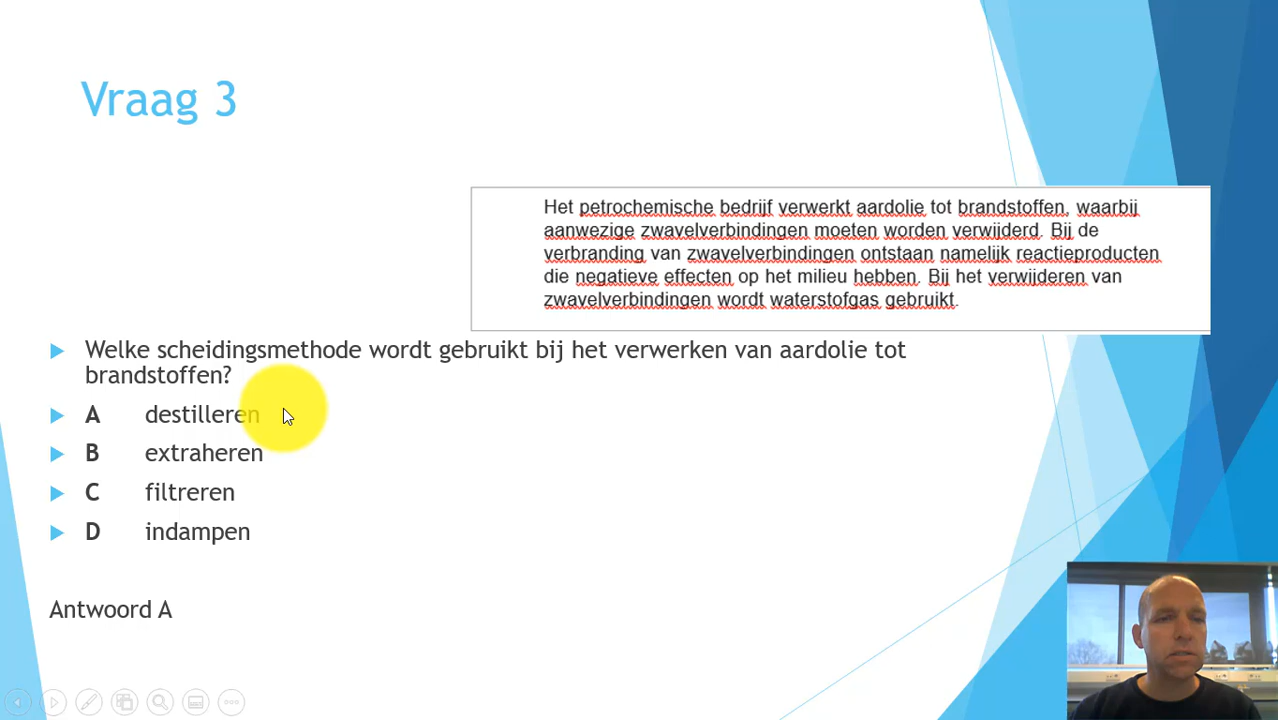 Vraag 3
Het petrochemische bedrijf verwerkt aardolie tot brandstoffen, waarbij
aanwezige zwavelverbindingen moeten worden verwijderd. Bij de
verbranding van zwavelverbindingen ontstaan namelijk reactieproducten
die negatieve effecten op het milieu hebben. Bij het verwijderen van
zwavelverbindingen wordt waterstofgas gebruikt.
Welke scheidingsmethode wordt gebruikt bij het verwerken van aardolie tot
brandstoffen?
A destilleren
B extraheren
C filtreren
D indampen
Antwoord A